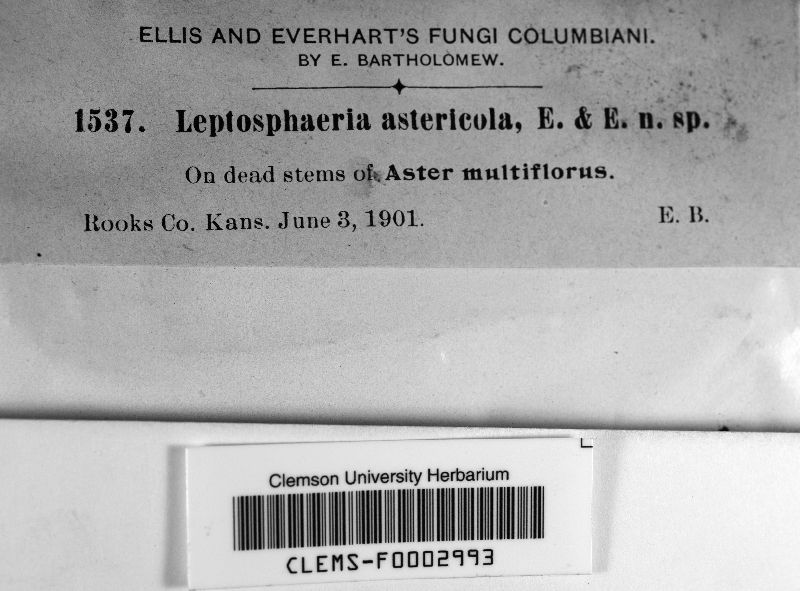 ELLIS AND EVERHART'S FUNGI COLUMBIANI.
BY E. BARTHOLOMEW.
1537. Leptosphaeria astericola, E. & E. n. sp.
On dead stems of Aster multiflorus.
Rooks Co. Kans. June 3, 1901. E. B.
Clemson University Herbarium
CLEMS-F0002993